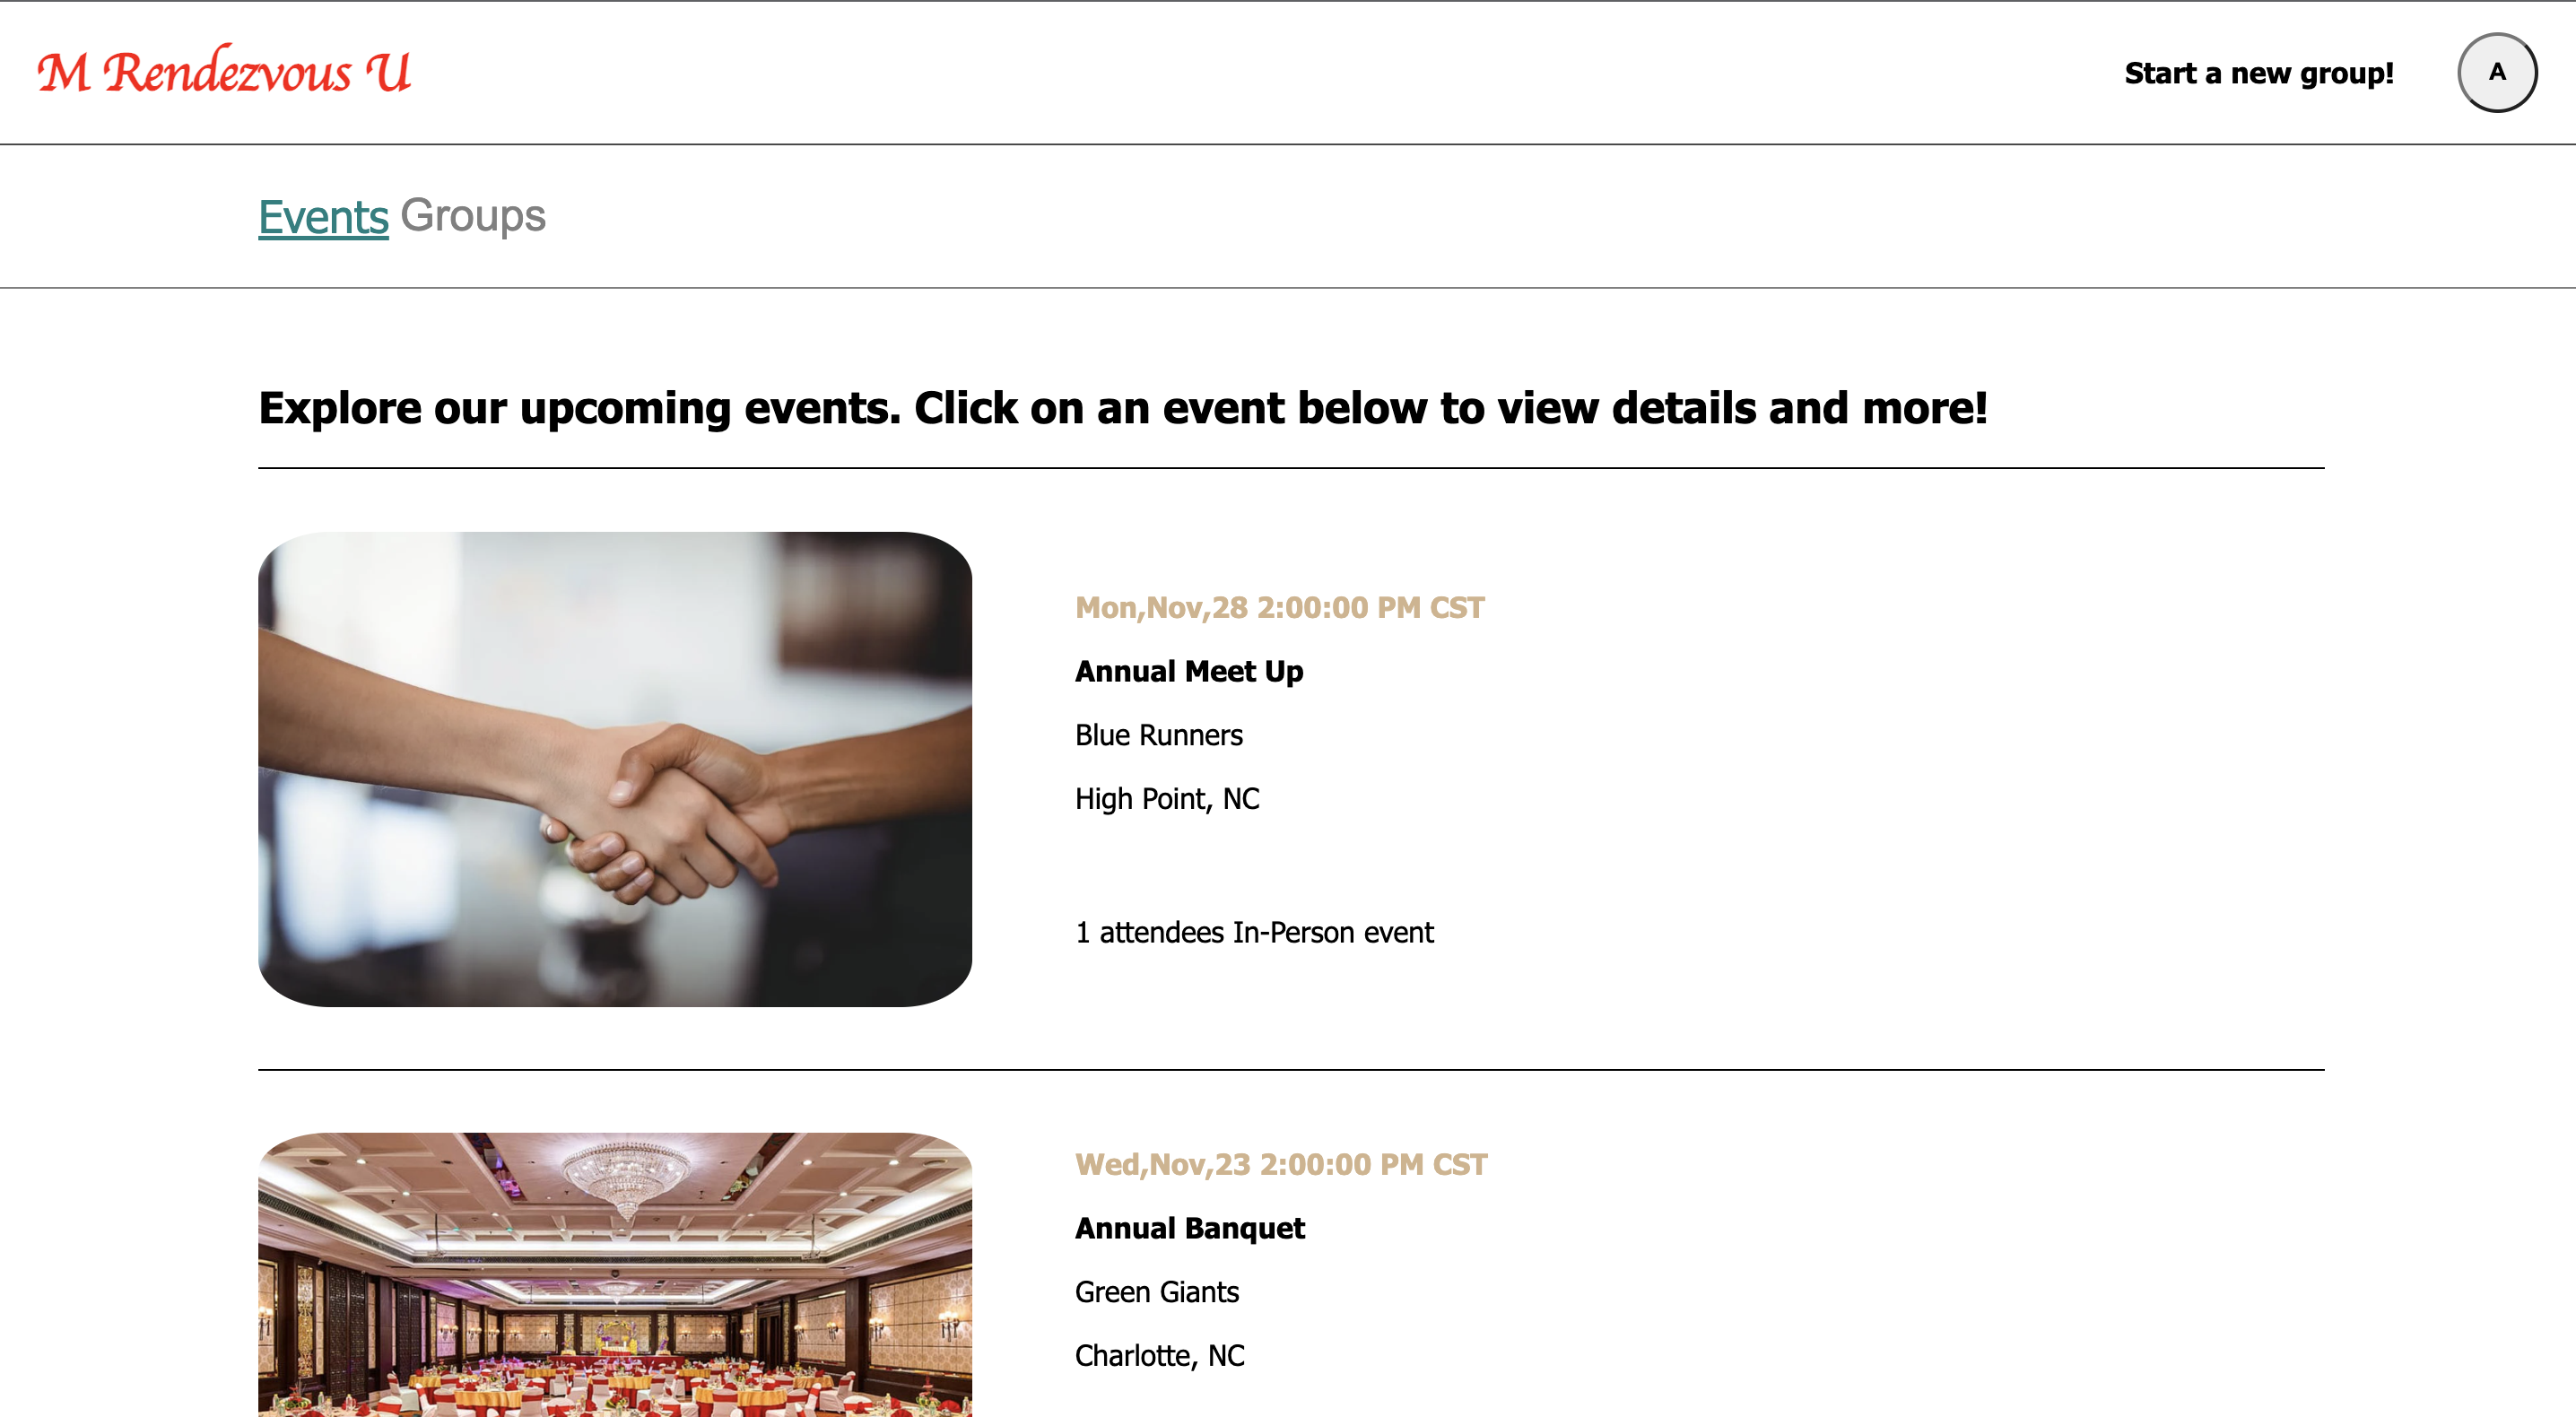 M Rendezvous U
Start a new group!
A
Events Groups
Explore our upcoming events. Click on an event below to view details and more!
Mon,Nov,28 2:00:00 PM CST
Annual Meet Up
Blue Runners
High Point, NC
1 attendees In-Person event
Wed,Nov,23 2:00:00 PM CST
Annual Banquet
Green Giants
Charlotte, NC